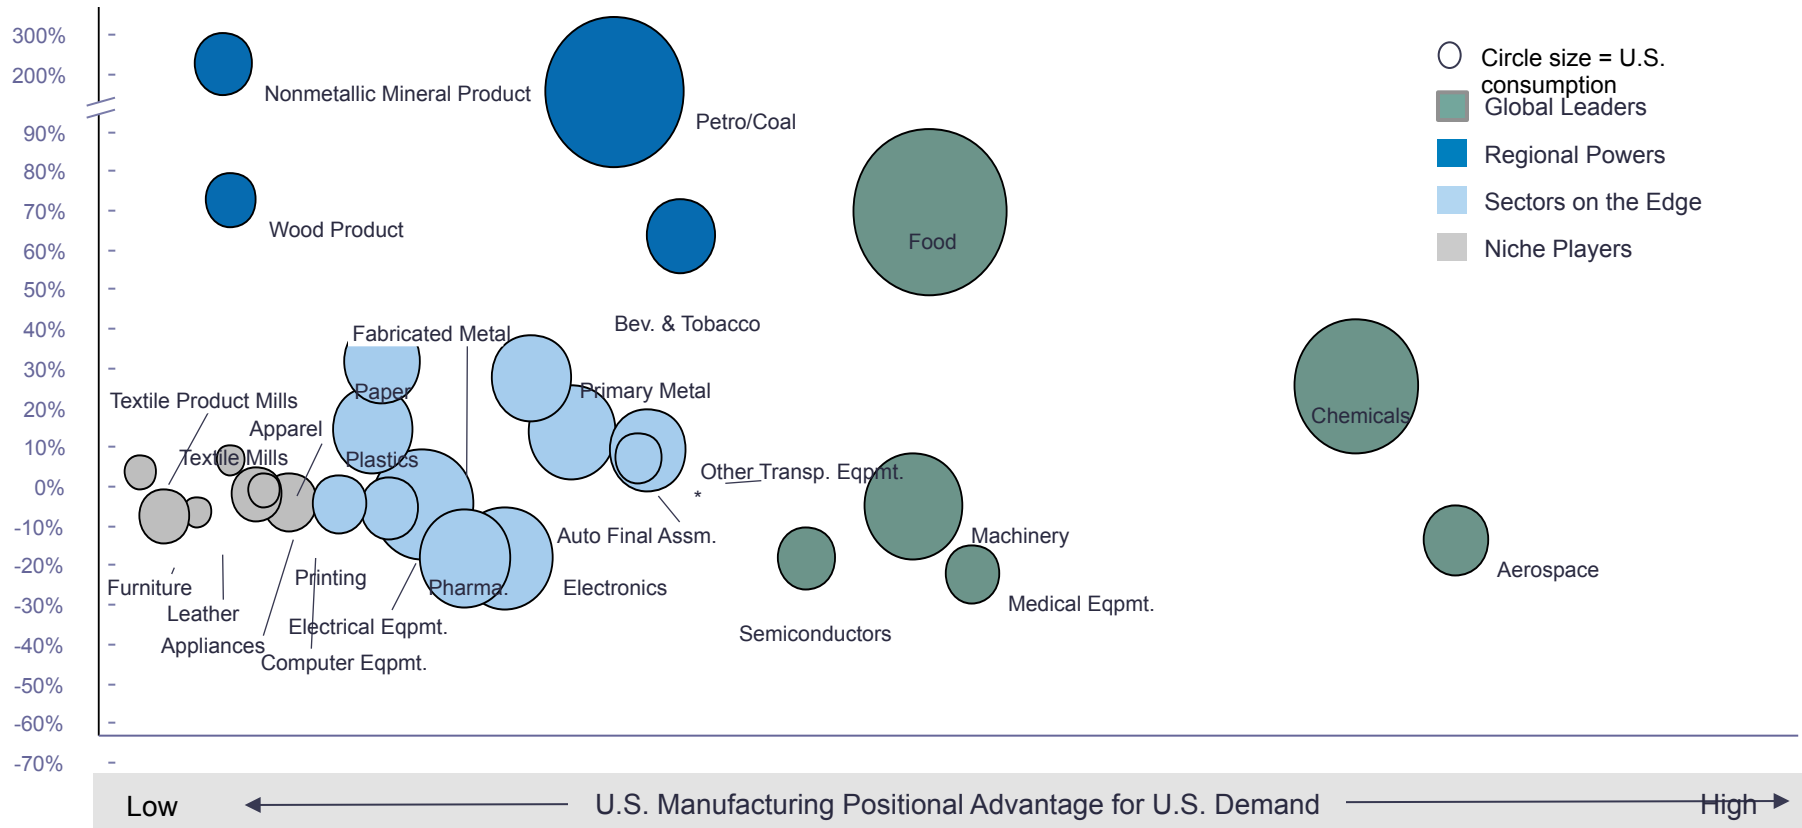 300%
200%
90%
80%
70%
60%
50%
40%
30%
20%
10%
0%
-10%
-20%
-30%
-40%
-50%
-60%
-70%
Circle size = U.S.
consumption
Global Leaders
Regional Powers
Sectors on the Edge
Niche Players
Nonmetallic Mineral Product
Petro/Coal
Wood Product
Food
Bev. & Tobacco
Fabricated Metal
Paper
Primary Metal
Textile Product Mills
Apparel
Chemicals
Textile Mills
Plastics
Other Transp. Eqpmt.
*
Auto Final Assm.
Machinery
Aerospace
Furniture
Printing
Pharma.
Electronics
Leather
Medical Eqpmt.
Electrical Eqpmt.
Semiconductors
Appliances
Computer Eqpmt.
Low
U.S. Manufacturing Positional Advantage for U.S. Demand
High